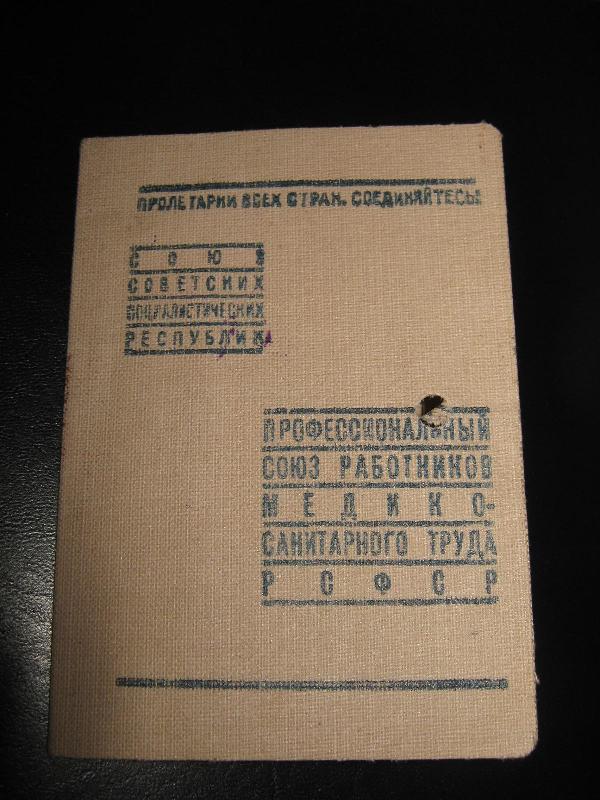 ПРОЛЕТАРИИ ВСЕХ СТРАН, СОЕДИНЯЙТЕСЬ!
СОЮЗ
СОВЕТСКИХ
СОЦИАЛИСТИЧЕСКИХ
РЕСПУБЛИК
ПРОФЕССИОНАЛЬНЫЙ
СОЮЗ РАБОТНИКОВ
МЕДИКО-
САНИТАРНОГО ТРУДА
РСФСР